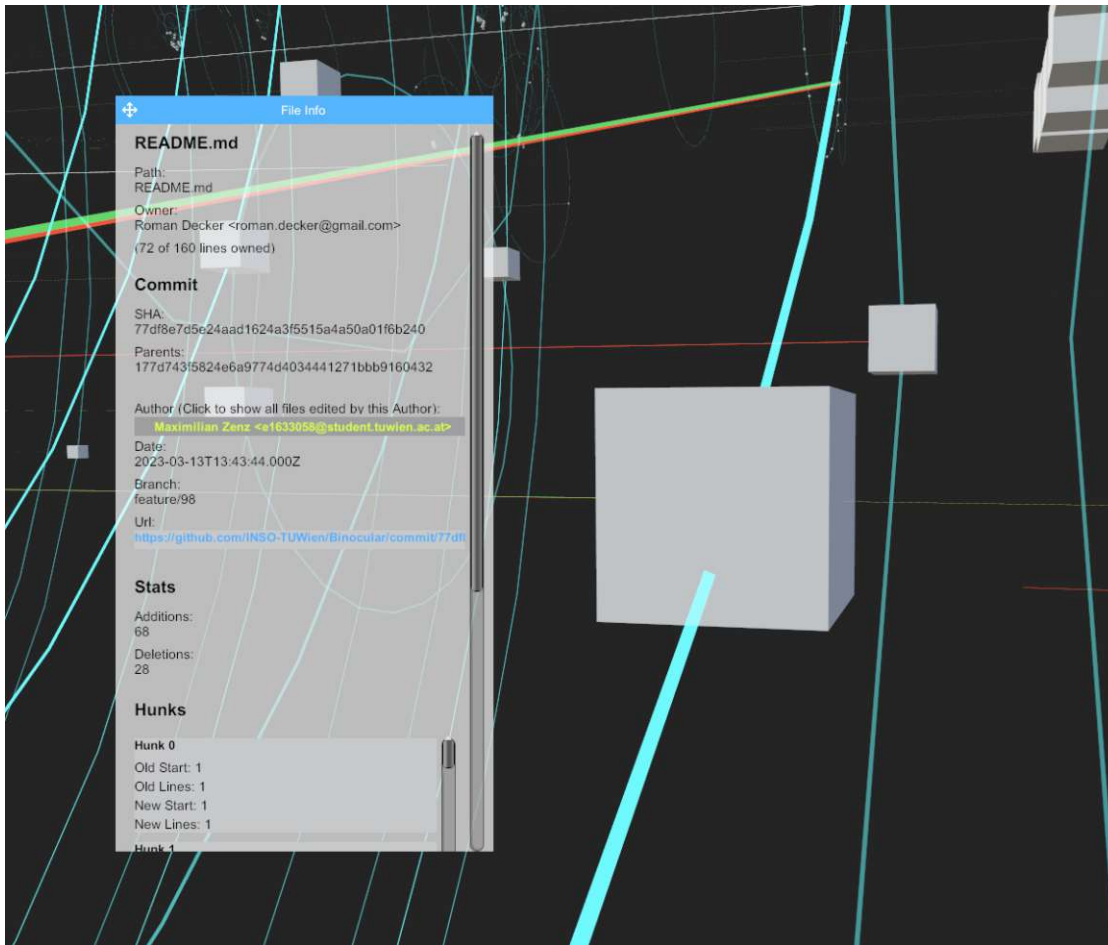 File Info
README.md
Path:
README.md
Owner:
Roman Decker <roman.decker@gmail.com>
(72 of 160 lines owned)
Commit
SHA:
77df8e7d5e24aad1624a3f5515a4a50a01f6b240
Parents:
177d743f5824e6a9774d4034441271bbb9160432
Author (Click to show all files edited by this Author):
Maximilian Zenz <e1633058@student.tuwien.ac.at>
Date:
2023-03-13T13:43:44.000Z
Branch:
feature/98
Url:
https://github.com/INSO-TUWien/Binocular/commit/77df
Stats
Additions:
68
Deletions:
28
Hunks
Hunk 0
Old Start: 1
Old Lines: 1
New Start: 1
New Lines: 1
Hunk 1